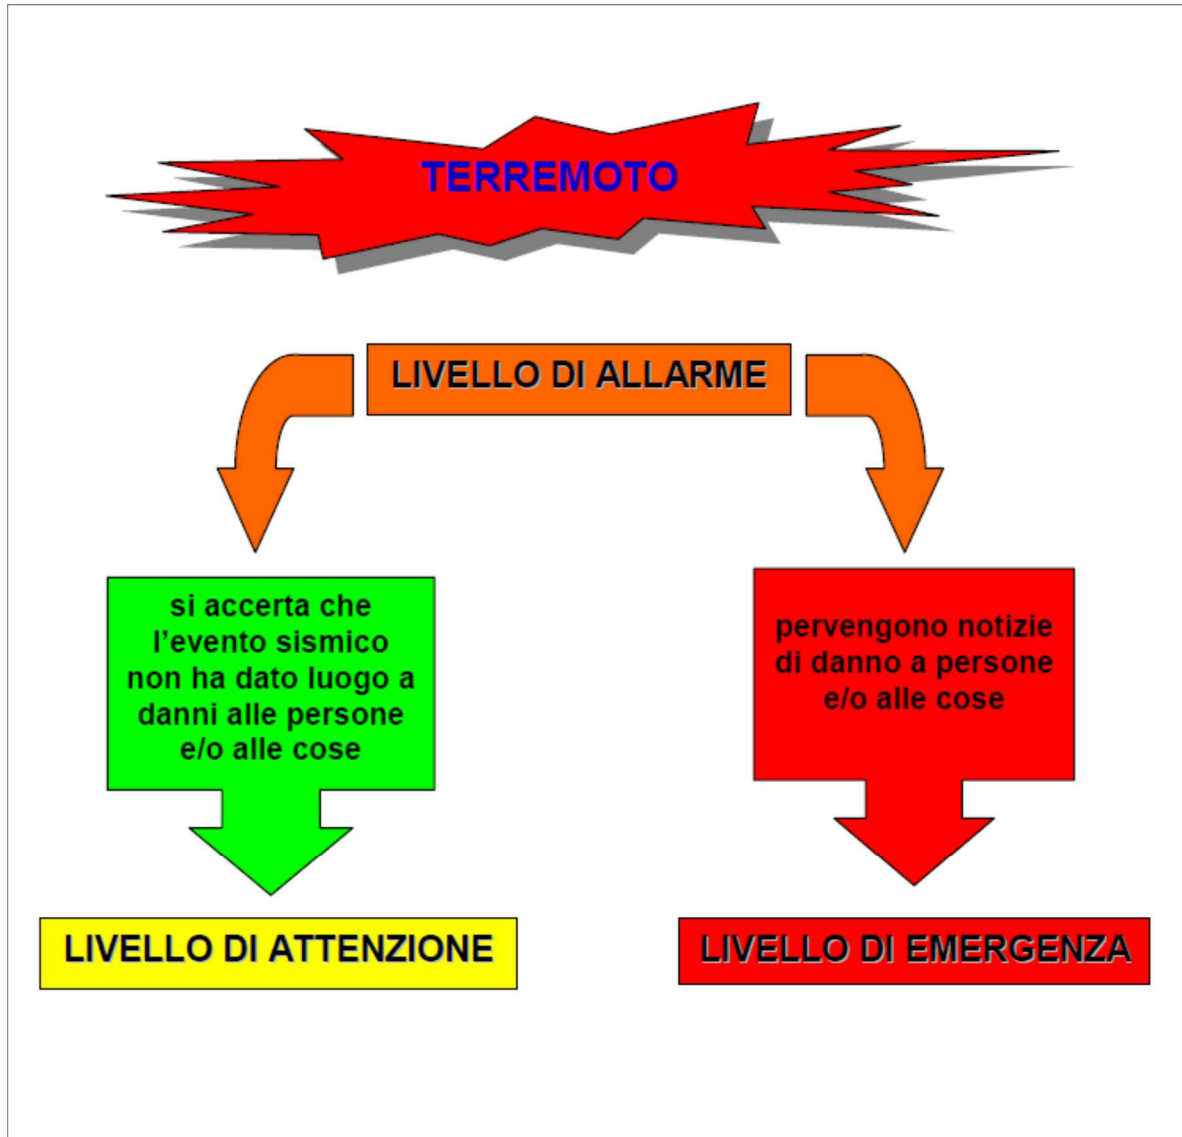 TERREMOTO
LIVELLO DI ALLARME
si accerta che
l'evento sismico
non ha dato luogo a
danni alle persone
e/o alle cose
pervengono notizie
di danno a persone
e/o alle cose
LIVELLO DI ATTENZIONE
LIVELLO DI EMERGENZA